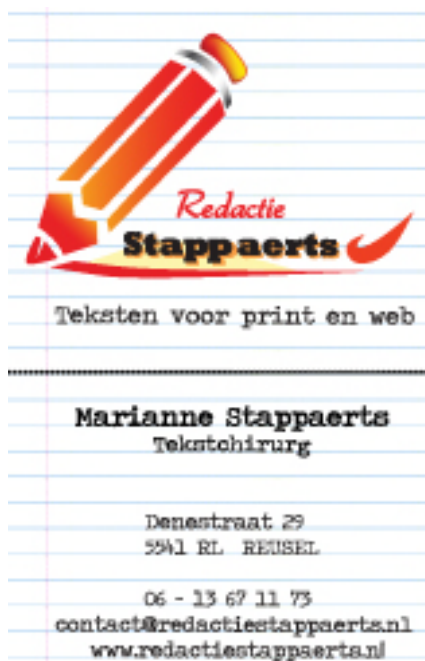 Redactie
Stappaerts
Teksten voor print en web
Marianne Stappaerts
Tekstchirurg
Denestraat 29
5541 RL REUSEL
06 - 13 67 11 73
contact@redactiestappaerts.nl
www.redactiestappaerts.nl